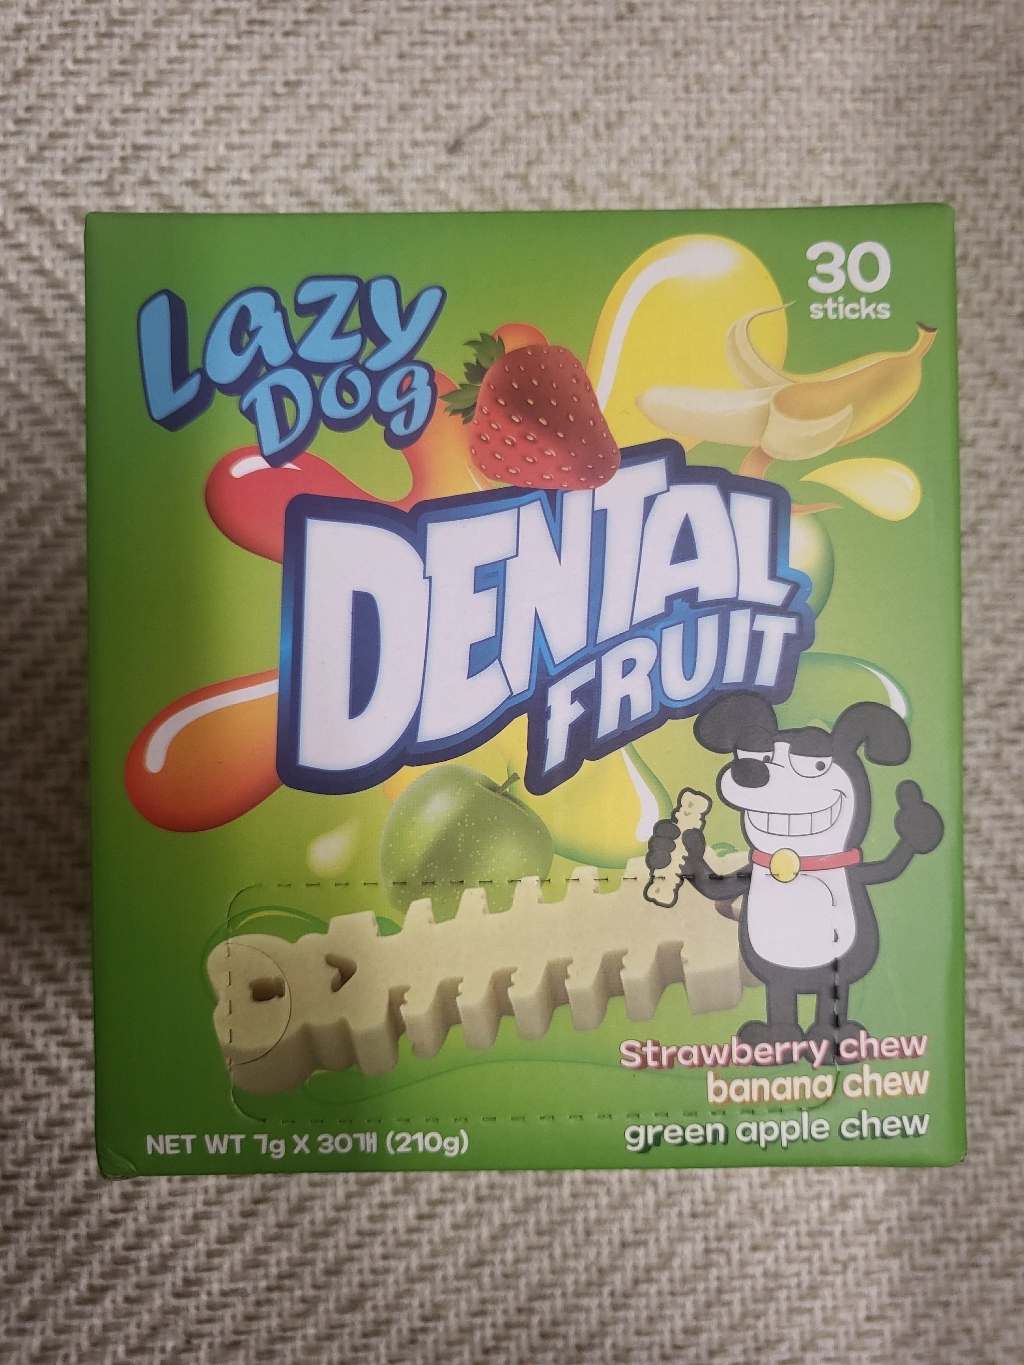 Lazy
Dog
30
sticks
DENTAL
FRUIT
Strawberry chew
banana chew
green apple chew
NET WT 7g X 30개 (210g)